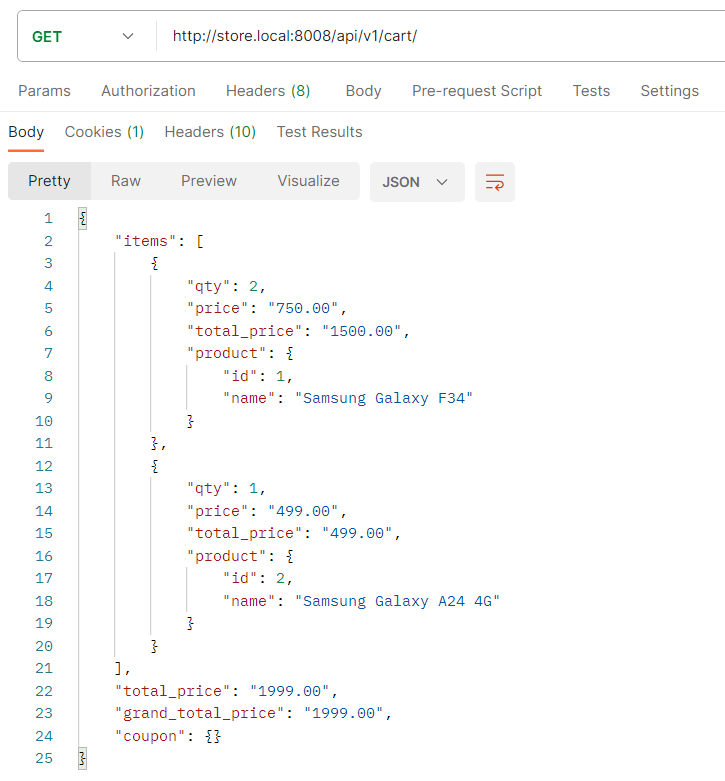 GET http://store.local:8008/api/v1/cart/
Params Authorization Headers (8) Body Pre-request Script Tests Settings
Body Cookies (1) Headers (10) Test Results
Pretty Raw Preview Visualize JSON
1 {
2 "items": [
3 {
4 "qty": 2,
5 "price": "750.00",
6 "total_price": "1500.00",
7 "product": {
8 "id": 1,
9 "name": "Samsung Galaxy F34"
10 }
11 },
12 {
13 "qty": 1,
14 "price": "499.00",
15 "total_price": "499.00",
16 "product": {
17 "id": 2,
18 "name": "Samsung Galaxy A24 4G"
19 }
20 }
21 ],
22 "total_price": "1999.00",
23 "grand_total_price": "1999.00",
24 "coupon": {}
25 }